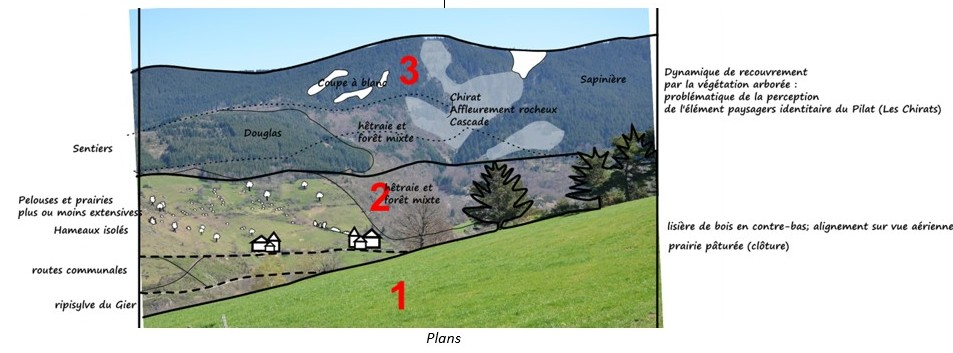 Sentiers
Pelouses et prairies
plus ou moins extensives
Hameaux isolés
routes communales
ripisylve du Gier
Coupe à blanc
3
Sapinière
Chirat
Affleurement rocheux
Cascade
Douglas
hêtraie et
forêt mixte
2
hêtraie et
forêt mixte
1
Dynamique de recouvrement
par la végétation arborée :
problématique de la perception
de l'élément paysagers identitaire du Pilat (Les Chirats)
lisière de bois en contre-bas; alignement sur vue aérienne
prairie pâturée (clôture)
Plans